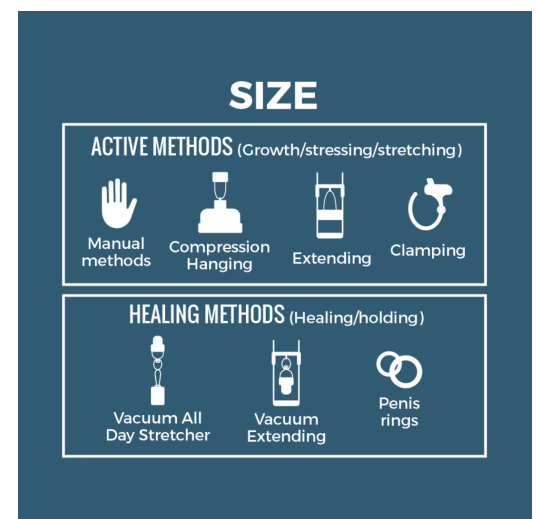 SIZE
ACTIVE METHODS (Growth/stressing/stretching)
Manual
methods
Compression
Hanging
Extending
Clamping
HEALING METHODS (Healing/holding)
Vacuum All
Day Stretcher
Vacuum
Extending
Penis
rings